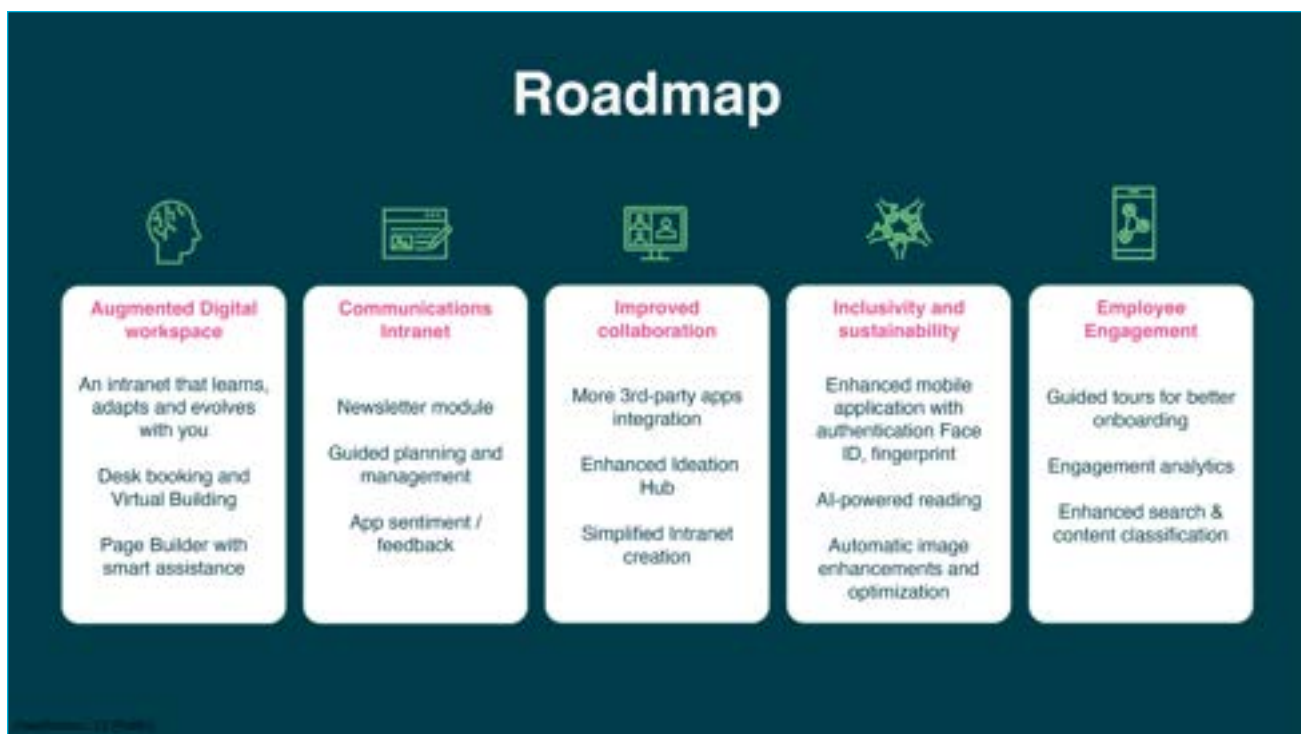 Roadmap
Augmented Digital
workspace
An intranet that learns,
adapts and evolves
with you
Desk booking and
Virtual Building
Page Builder with
smart assistance
Communications
Intranet
Newsletter module
Guided planning and
management
App sentiment /
feedback
Improved
collaboration
More 3rd-party apps
integration
Enhanced Ideation
Hub
Simplified Intranet
creation
Inclusivity and
sustainability
Enhanced mobile
application with
authentication Face
ID, fingerprint
AI-powered reading
Automatic image
enhancements and
optimization
Employee
Engagement
Guided tours for better
onboarding
Engagement analytics
Enhanced search &
content classification